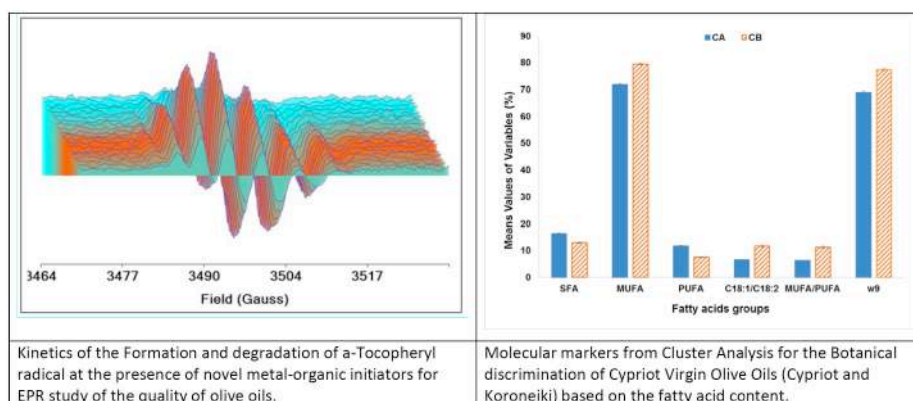 3464 3477 3490 3504 3517
Field (Gauss)
CA CB
Means Values of Variables (%)
90
80
70
60
50
40
30
20
10
0
SFA MUFA PUFA C18:1/C18:2 MUFA/PUFA w9
Fatty acids groups
Kinetics of the Formation and degradation of a-Tocopheryl
radical at the presence of novel metal-organic initiators for
EPR study of the quality of olive oils.
Molecular markers from Cluster Analysis for the Botanical
discrimination of Cypriot Virgin Olive Oils (Cypriot and
Koroneiki) based on the fatty acid content.